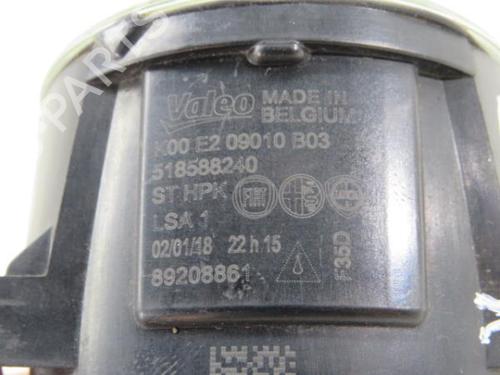 Valeo MADE IN BELGIUM
K00 E2 09010 B03
518588240
ST HPK
LSA 1
02/01/18 22 h 15
89208861
F35D